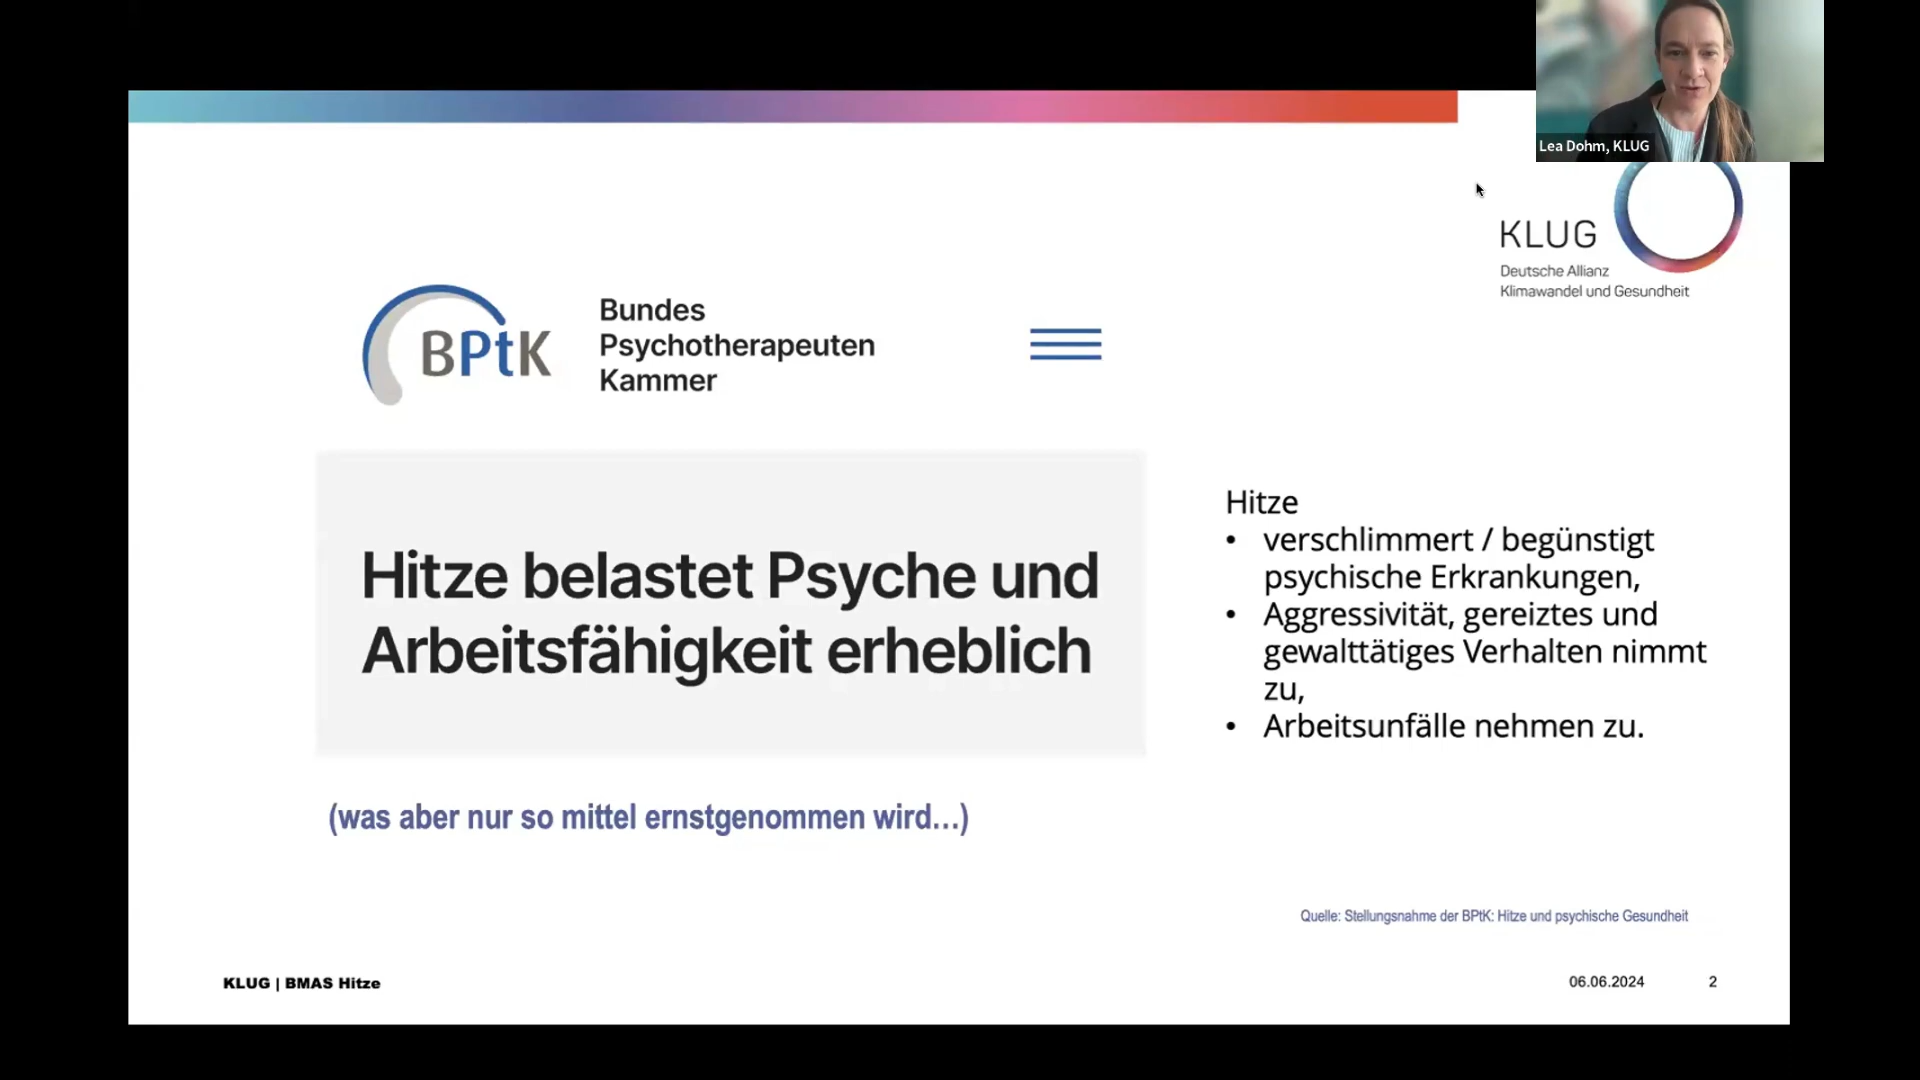 Lea Dohm, KLUG
KLUG
Deutsche Allianz
Klimawandel und Gesundheit
BPtK
Bundes
Psychotherapeuten
Kammer
Hitze belastet Psyche und
Arbeitsfähigkeit erheblich
(was aber nur so mittel ernstgenommen wird...)
Hitze
• verschlimmert / begünstigt
psychische Erkrankungen,
• Aggressivität, gereiztes und
gewalttätiges Verhalten nimmt
zu,
• Arbeitsunfälle nehmen zu.
Quelle: Stellungsnahme der BPtK: Hitze und psychische Gesundheit
KLUG | BMAS Hitze
06.06.2024
2